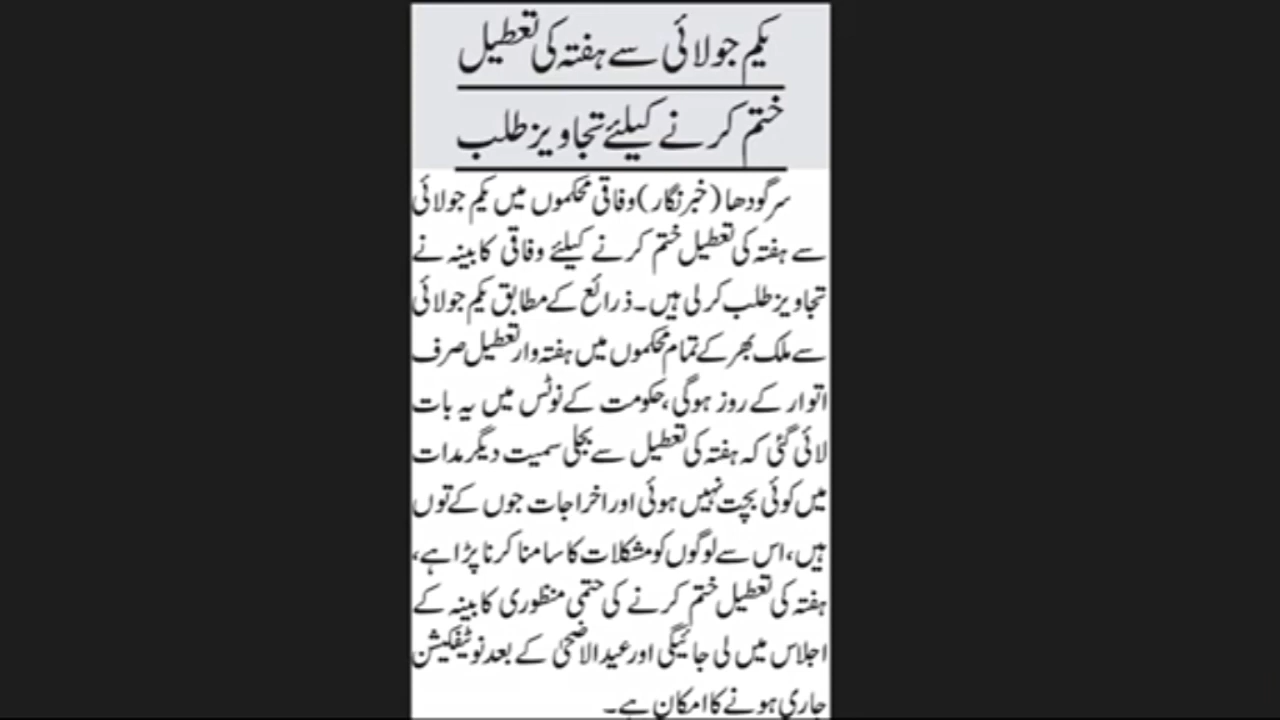 یکم جولائی سے ہفتہ کی تعطیل
ختم کرنے کیلئے تجاویز طلب
سرگودھا (خبرنگار) وفاقی محکموں میں یکم جولائی
سے ہفتہ کی تعطیل ختم کرنے کیلئے وفاقی کابینہ نے
تجاویز طلب کر لی ہیں۔ ذرائع کے مطابق یکم جولائی
سے ملک بھر کے تمام محکموں میں ہفتہ وار تعطیل صرف
اتوار کے روز ہوگی، حکومت کے نوٹس میں یہ بات
لائی گئی کہ ہفتہ کی تعطیل سے بجلی سمیت دیگر مدات
میں کوئی بچت نہیں ہوئی اور اخراجات جوں کے توں
ہیں، اس سے لوگوں کو مشکلات کا سامنا کرنا پڑا ہے،
ہفتہ کی تعطیل ختم کرنے کی حتمی منظوری کابینہ کے
اجلاس میں لی جائیگی اور عیدالاضحیٰ کے بعد نوٹیفکیشن
جاری ہونے کا امکان ہے۔